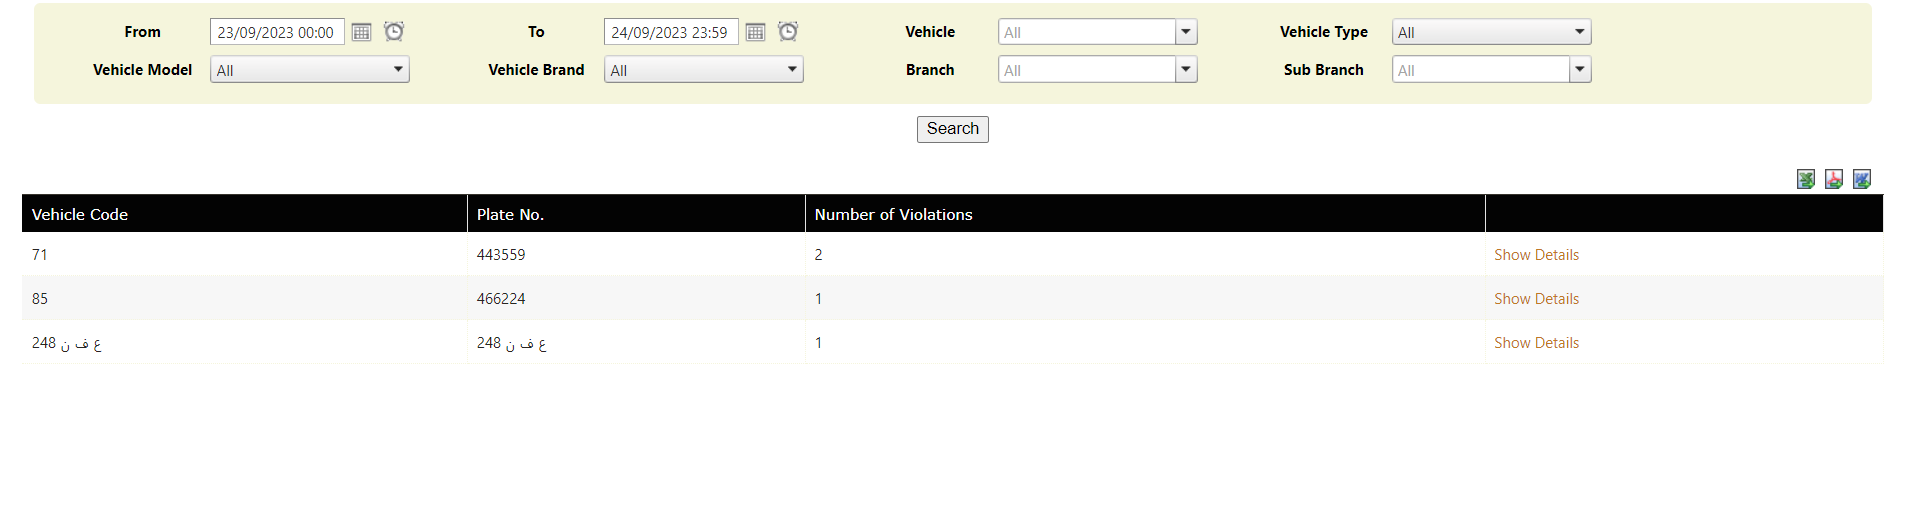 From 23/09/2023 00:00 To 24/09/2023 23:59 Vehicle All Vehicle Type All
Vehicle Model All Vehicle Brand All Branch All Sub Branch All
Search
Vehicle Code Plate No. Number of Violations
71 443559 2 Show Details
85 466224 1 Show Details
248 ع ف ن 248 ع ف ن 1 Show Details